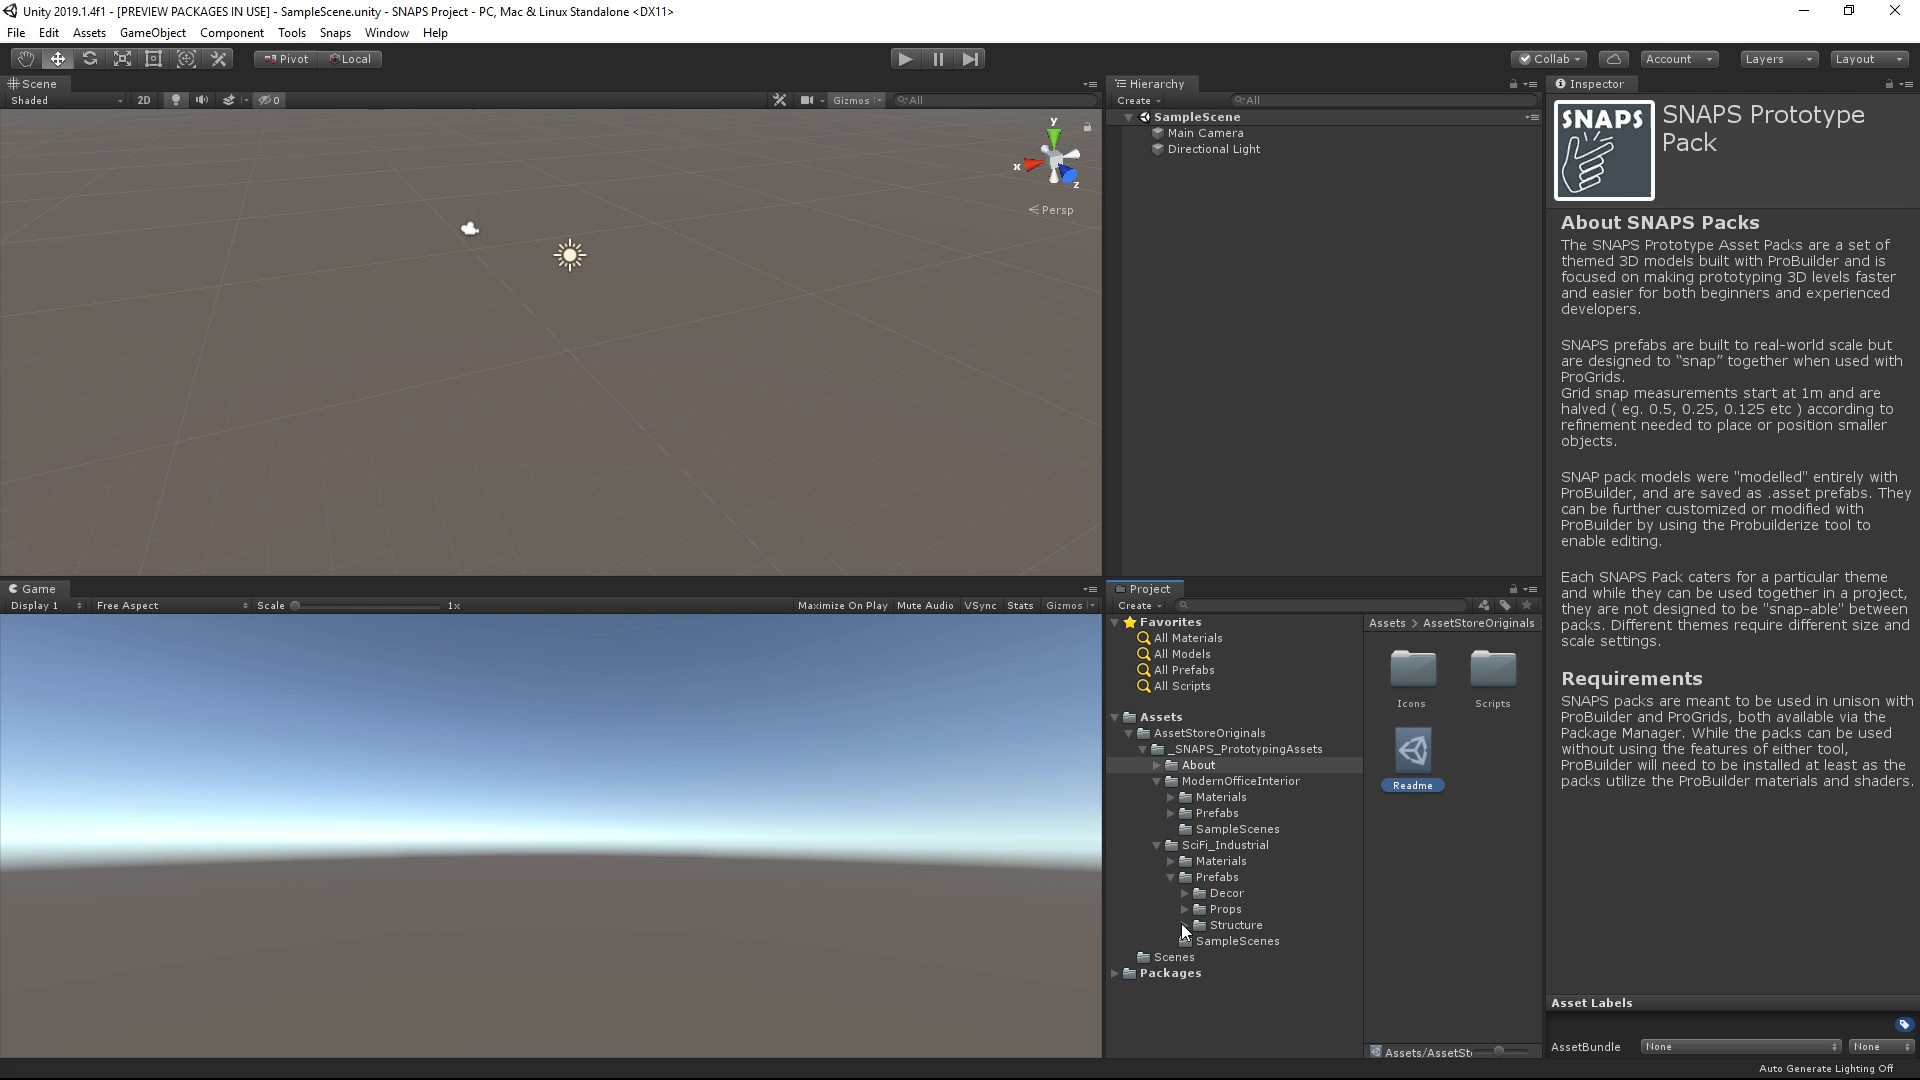 Unity 2019.1.4f1 - [PREVIEW PACKAGES IN USE] - SampleScene.unity - SNAPS Project - PC, Mac & Linux Standalone <DX11>
File Edit Assets GameObject Component Tools Snaps Window Help
Pivot Local Collab Account Layers Layout
Scene
Shaded 2D 0 Gizmos All
y
x
z
Persp
Hierarchy
Create All
SampleScene
Main Camera
Directional Light
Inspector
SNAPS
SNAPS Prototype
Pack
About SNAPS Packs
The SNAPS Prototype Asset Packs are a set of
themed 3D models built with ProBuilder and is
focused on making prototyping 3D levels faster
and easier for both beginners and experienced
developers.
SNAPS prefabs are built to real-world scale but
are designed to "snap" together when used with
ProGrids.
Grid snap measurements start at 1m and are
halved ( eg. 0.5, 0.25, 0.125 etc ) according to
refinement needed to place or position smaller
objects.
SNAP pack models were "modelled" entirely with
ProBuilder, and are saved as .asset prefabs. They
can be further customized or modified with
ProBuilder by using the Probuilderize tool to
enable editing.
Each SNAPS Pack caters for a particular theme
and while they can be used together in a project,
they are not designed to be "snap-able" between
packs. Different themes require different size and
scale settings.
Requirements
SNAPS packs are meant to be used in unison with
ProBuilder and ProGrids, both available via the
Package Manager. While the packs can be used
without using the features of either tool,
ProBuilder will need to be installed at least as the
packs utilize the ProBuilder materials and shaders.
Asset Labels
AssetBundle None None
Game
Display 1 Free Aspect Scale 1x Maximize On Play Mute Audio VSync Stats Gizmos
Project
Create
Favorites
All Materials
All Models
All Prefabs
All Scripts
Assets
AssetStoreOriginals
_SNAPS_PrototypingAssets
About
ModernOfficeInterior
Materials
Prefabs
SampleScenes
SciFi_Industrial
Materials
Prefabs
Decor
Props
Structure
SampleScenes
Scenes
Packages
Assets > AssetStoreOriginals
Icons Scripts
Readme
Assets/AssetSt
Auto Generate Lighting Off